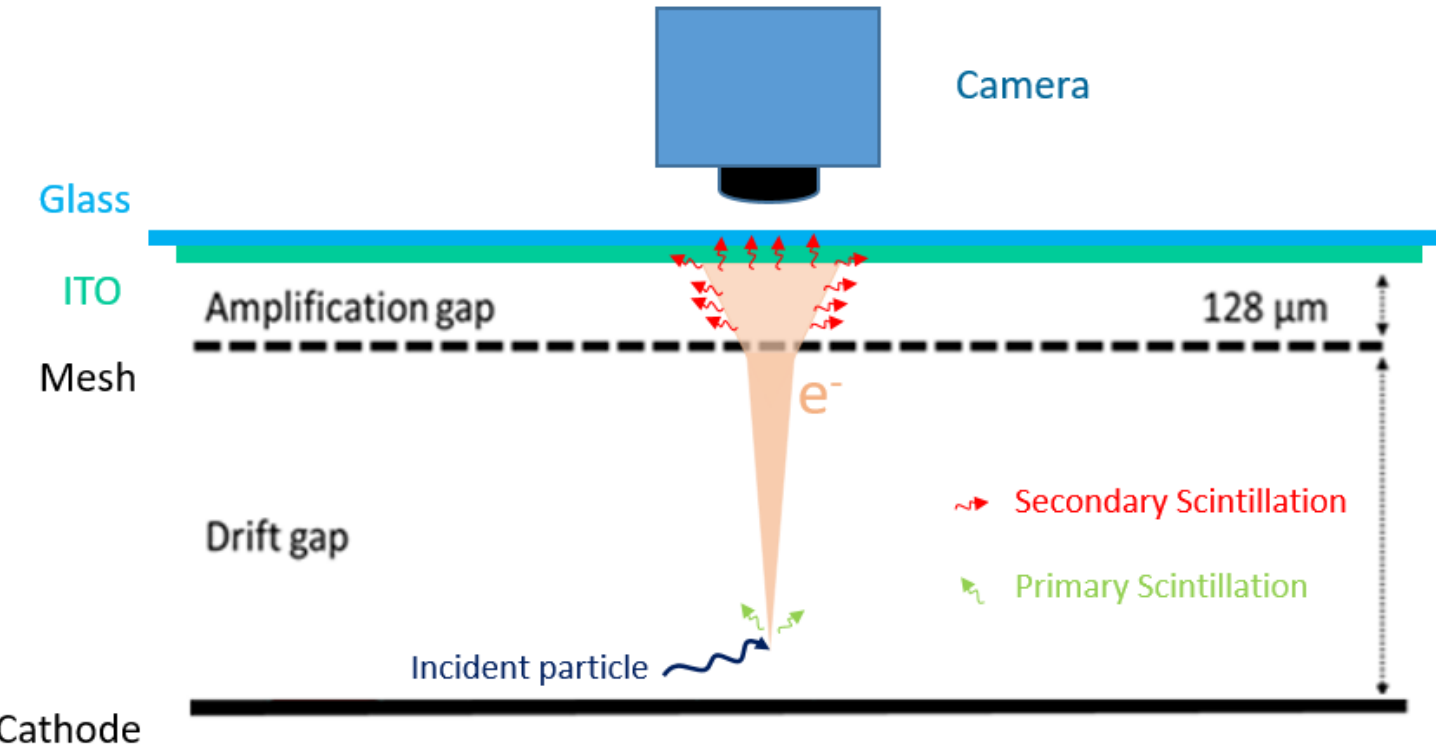 Camera
Glass
ITO
Amplification gap
128 μm
Mesh
e-
Secondary Scintillation
Drift gap
Primary Scintillation
Incident particle
Cathode